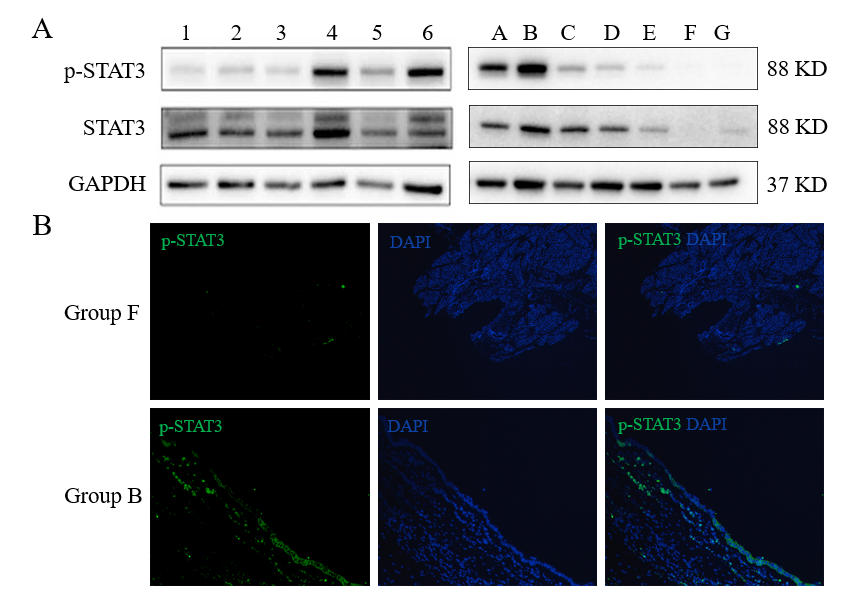 A
1 2 3 4 5 6 A B C D E F G
p-STAT3 88 KD
STAT3 88 KD
GAPDH 37 KD
B
p-STAT3 DAPI p-STAT3 DAPI
Group F
p-STAT3 DAPI p-STAT3 DAPI
Group B